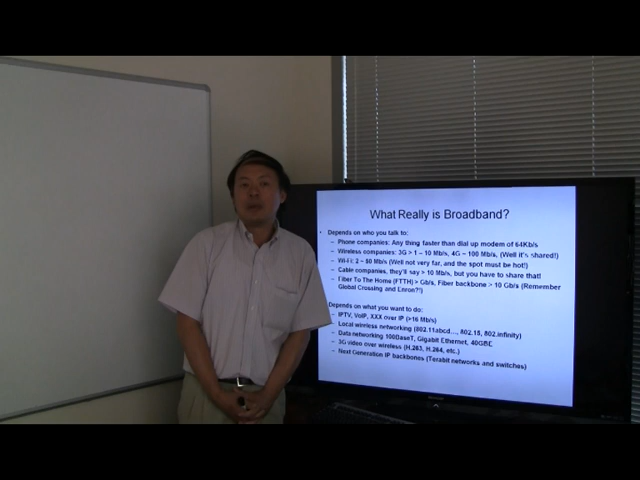 What Really is Broadband?
• Depends on who you talk to:
– Phone companies: Any thing faster than dial up modem of 64Kb/s
– Wireless companies: 3G > 1 – 10 Mb/s, 4G ~ 100 Mb/s, (Well it's shared!)
– Wi-Fi: 2 ~ 80 Mb/s (Well not very far, and the spot must be hot!)
– Cable companies, they'll say > 10 Mb/s, but you have to share that!
– Fiber To The Home (FTTH) > Gb/s, Fiber backbone > 10 Gb/s (Remember
Global Crossing and Enron?!)
Depends on what you want to do:
– IPTV, VoIP, XXX over IP (>16 Mb/s)
– Local wireless networking (802.11abcd..., 802.16, 802.infinity)
– Data networking 100BaseT, Gigabit Ethernet, 40GBE
– 3G video over wireless (H.263, H.264, etc.)
– Next Generation IP backbones (Terabit networks and switches)